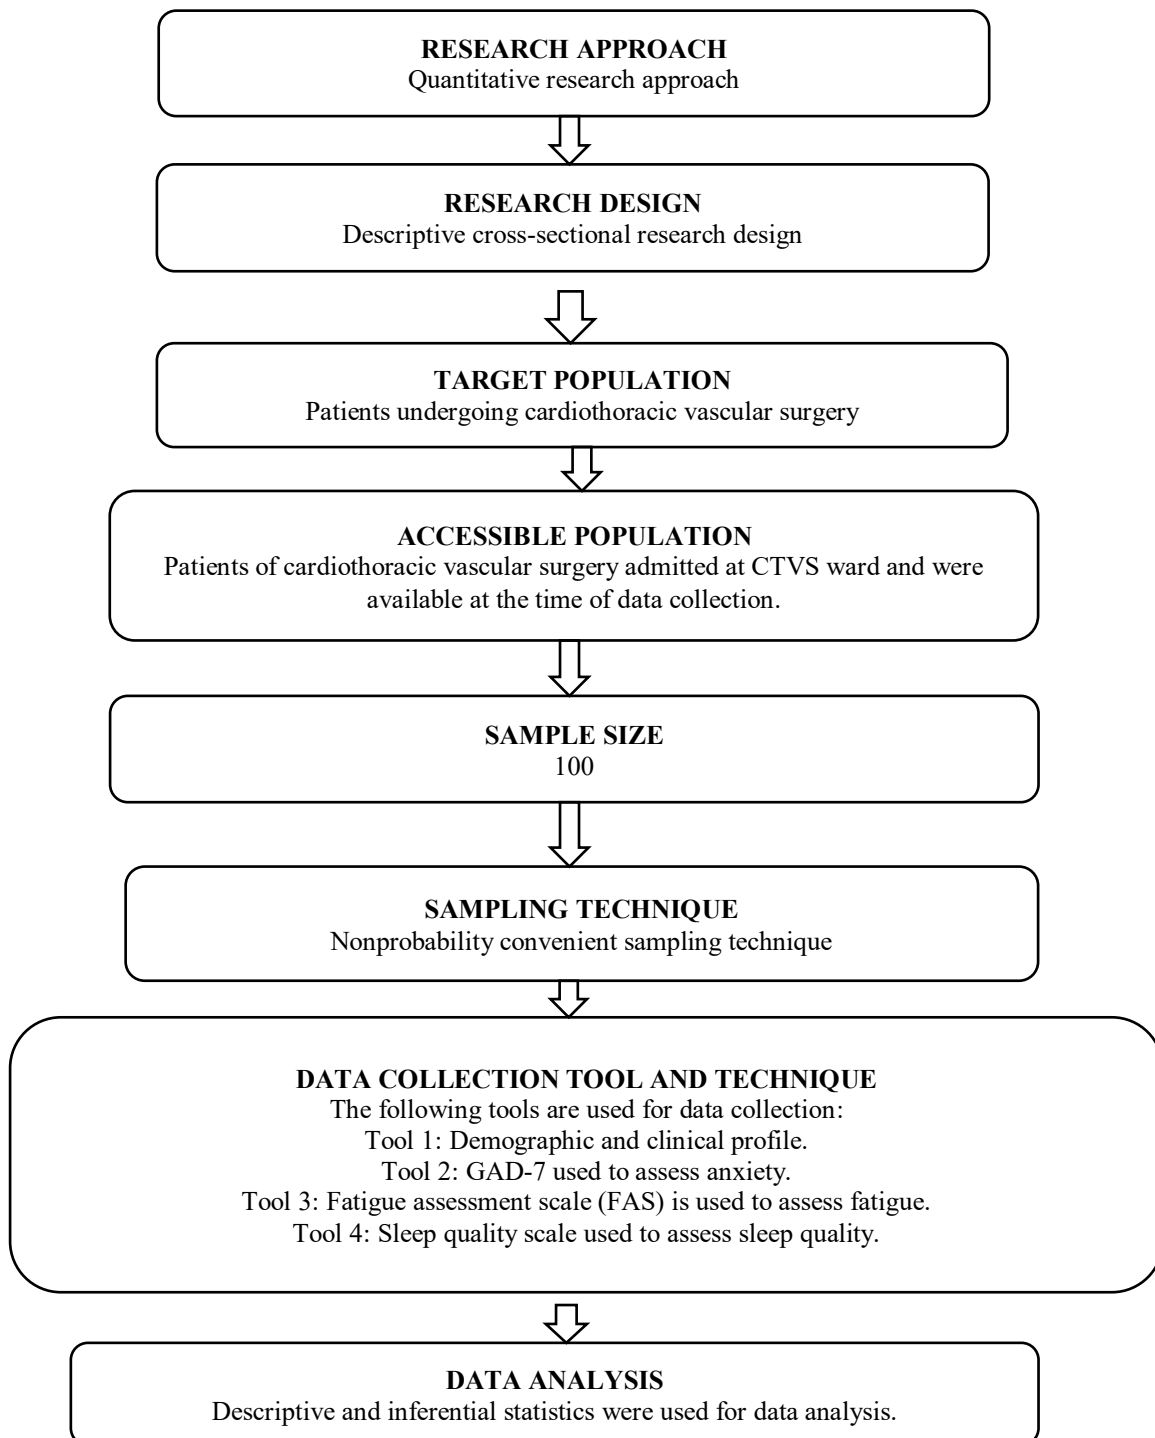 RESEARCH APPROACH
Quantitative research approach
RESEARCH DESIGN
Descriptive cross-sectional research design
TARGET POPULATION
Patients undergoing cardiothoracic vascular surgery
ACCESSIBLE POPULATION
Patients of cardiothoracic vascular surgery admitted at CTVS ward and were
available at the time of data collection.
SAMPLE SIZE
100
SAMPLING TECHNIQUE
Nonprobability convenient sampling technique
DATA COLLECTION TOOL AND TECHNIQUE
The following tools are used for data collection:
Tool 1: Demographic and clinical profile.
Tool 2: GAD-7 used to assess anxiety.
Tool 3: Fatigue assessment scale (FAS) is used to assess fatigue.
Tool 4: Sleep quality scale used to assess sleep quality.
DATA ANALYSIS
Descriptive and inferential statistics were used for data analysis.